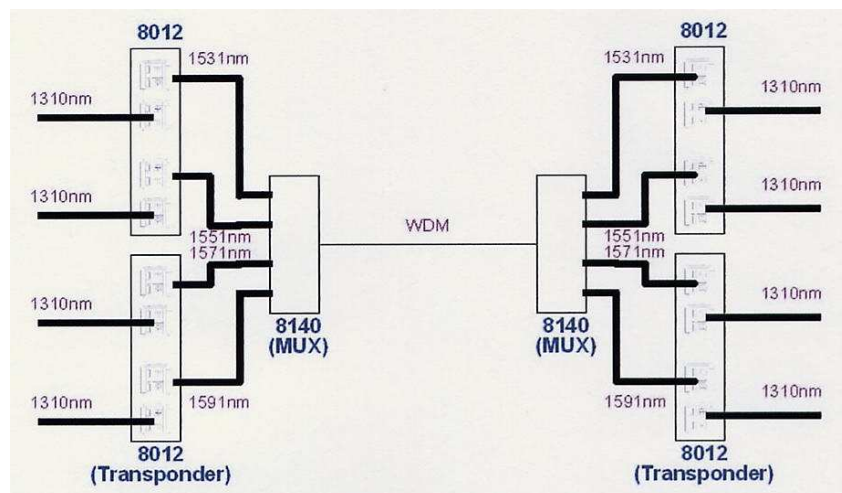 8012
8012
1531nm
1531nm
1310nm
1310nm
1310nm
1310nm
WDM
1551nm
1551nm
1571nm
1571nm
1310nm
1310nm
8140
(MUX)
8140
(MUX)
1310nm
1591nm
1591nm
1310nm
8012
(Transponder)
8012
(Transponder)